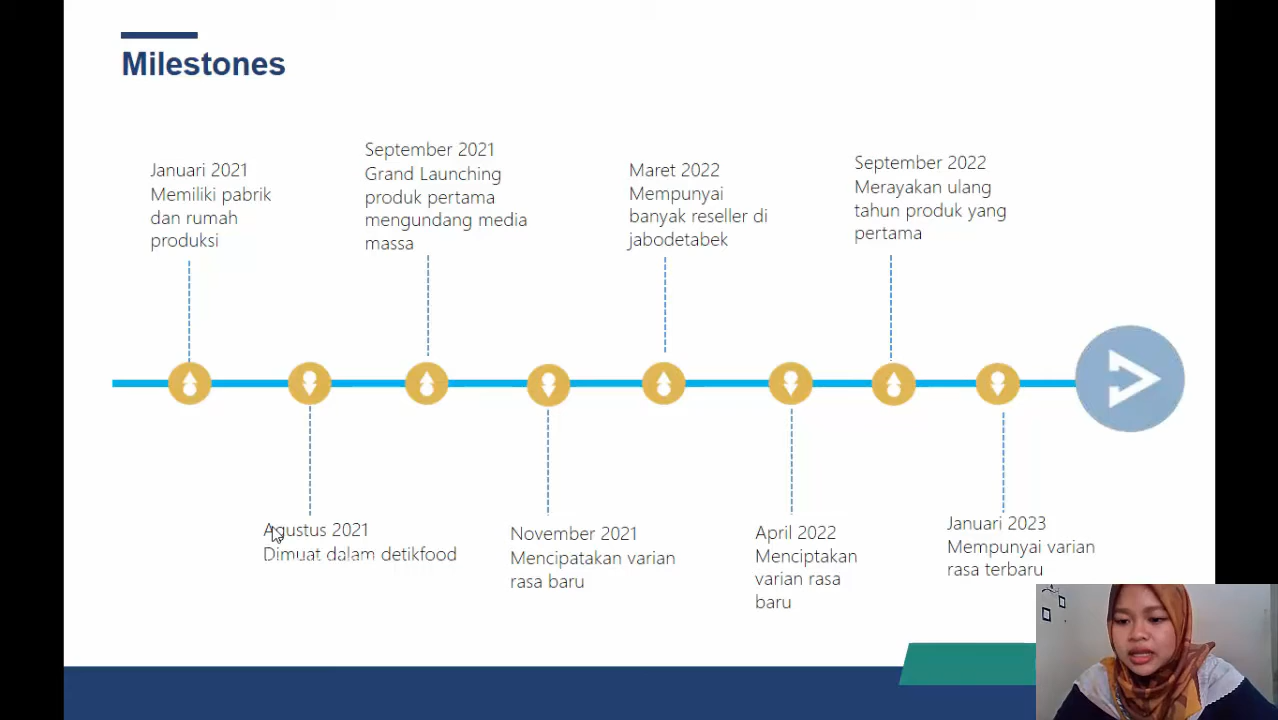 Milestones
Januari 2021
Memiliki pabrik
dan rumah
produksi
September 2021
Grand Launching
produk pertama
mengundang media
massa
Maret 2022
Mempunyai
banyak reseller di
jabodetabek
September 2022
Merayakan ulang
tahun produk yang
pertama
Agustus 2021
Dimuat dalam detikfood
November 2021
Mencipatakan varian
rasa baru
April 2022
Menciptakan
varian rasa
baru
Januari 2023
Mempunyai varian
rasa terbaru